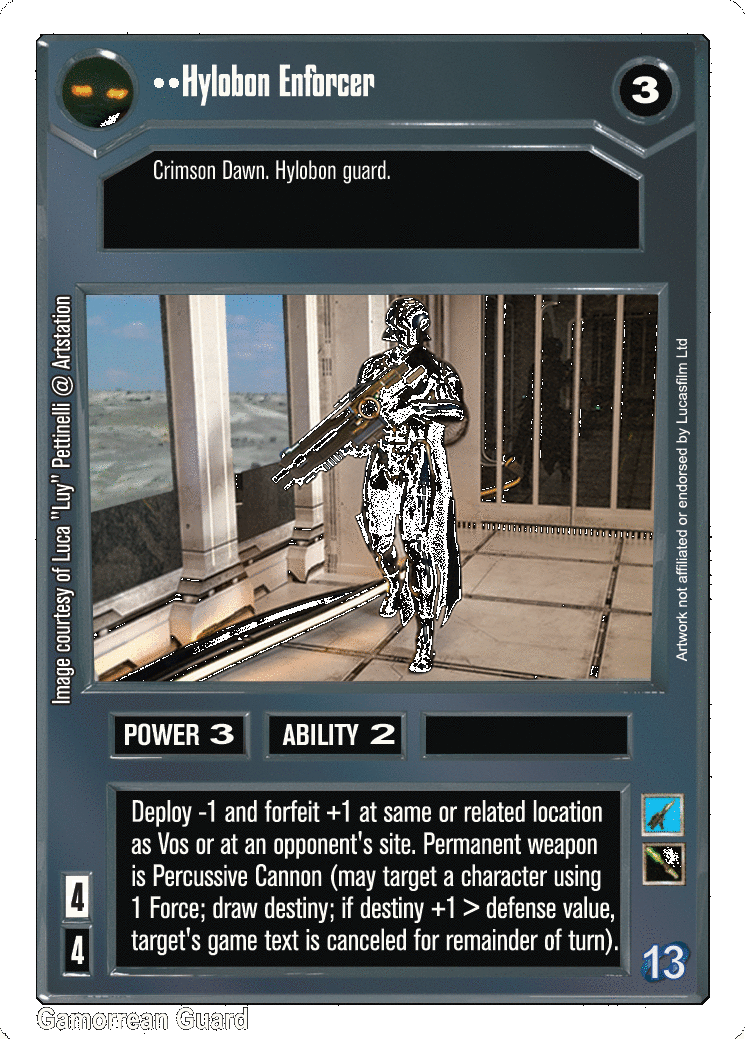 ••Hylobon Enforcer
3
Crimson Dawn. Hylobon guard.
Image courtesy of Luca "Luy" Pettinelli @ Artstation
Artwork not affiliated or endorsed by Lucasfilm Ltd
POWER 3
ABILITY 2
Deploy -1 and forfeit +1 at same or related location
as Vos or at an opponent's site. Permanent weapon
is Percussive Cannon (may target a character using
1 Force; draw destiny; if destiny +1 > defense value,
target's game text is canceled for remainder of turn).
4
4
13
Gamorrean Guard